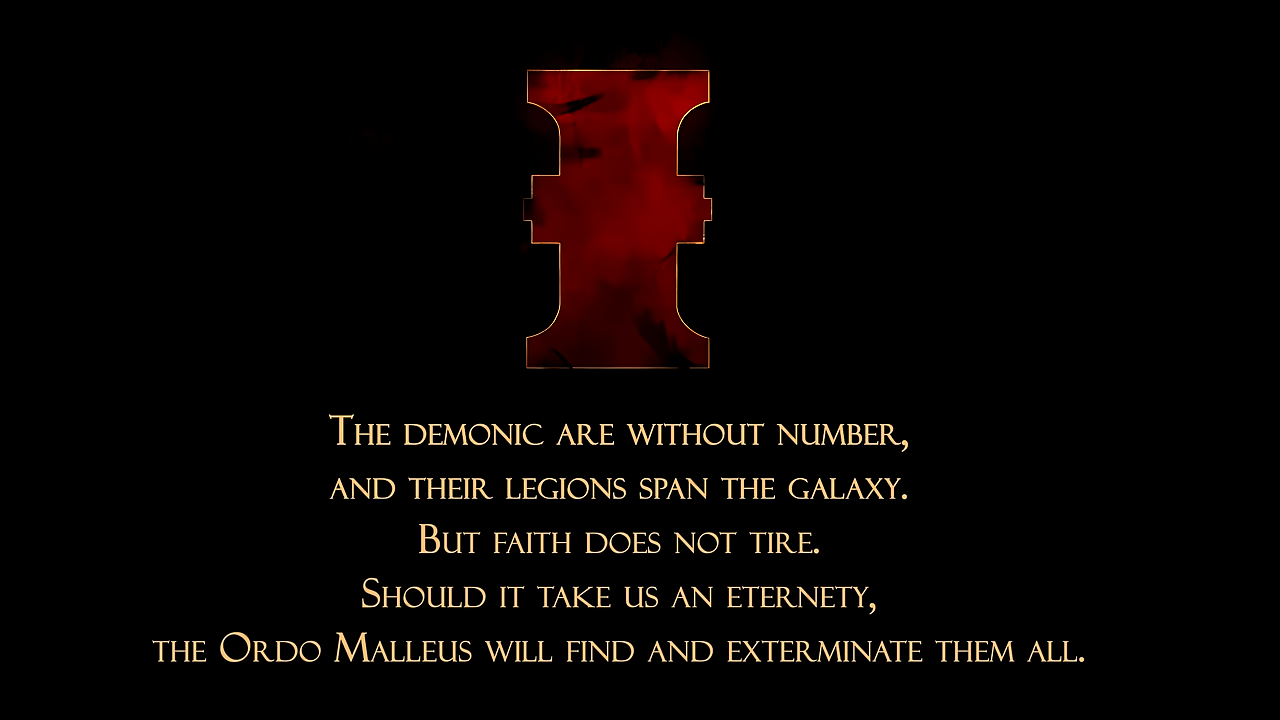 The demonic are without number,
and their legions span the galaxy.
But faith does not tire.
Should it take us an eternety,
the Ordo Malleus will find and exterminate them all.